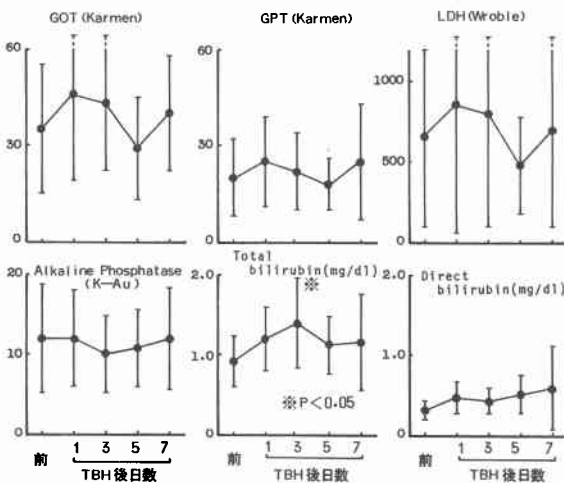 GOT (Karmen)
60
30
0
GPT (Karmen)
60
30
0
LDH (Wroble)
1000
500
0
Alkaline Phosphatase
(K—Au)
20
10
0
前
1 3 5 7
TBH後日数
Total
bilirubin(mg/dl)
※
2.0
1.0
0
※P<0.05
前
1 3 5 7
TBH後日数
Direct
bilirubin(mg/dl)
2.0
1.0
0
前
1 3 5 7
TBH後日数